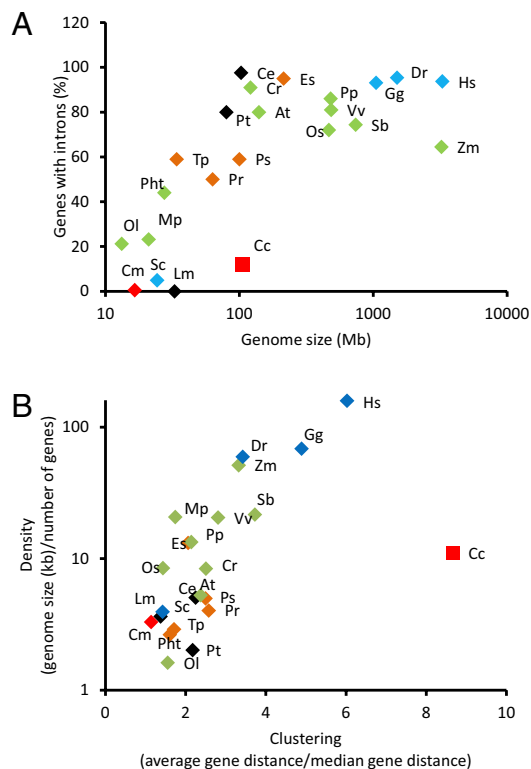 A
Genes with introns (%)
100
80
60
40
20
0
Ce
Es
Cr
Pt
At
Pp
Vv
Os
Sb
Gg
Dr
Hs
Zm
Tp
Ps
Pr
Pht
Ol
Mp
Cm
Sc
Lm
Cc
10
100
1000
10000
Genome size (Mb)
B
Density
(genome size (kb)/number of genes)
100
10
1
Hs
Dr
Gg
Zm
Mp
Vv
Sb
Es
Pp
Cc
Os
Cr
Ce
At
Lm
Sc
Ps
Pr
Cm
Tp
Pht
Pt
Ol
0
2
4
6
8
10
Clustering
(average gene distance/median gene distance)